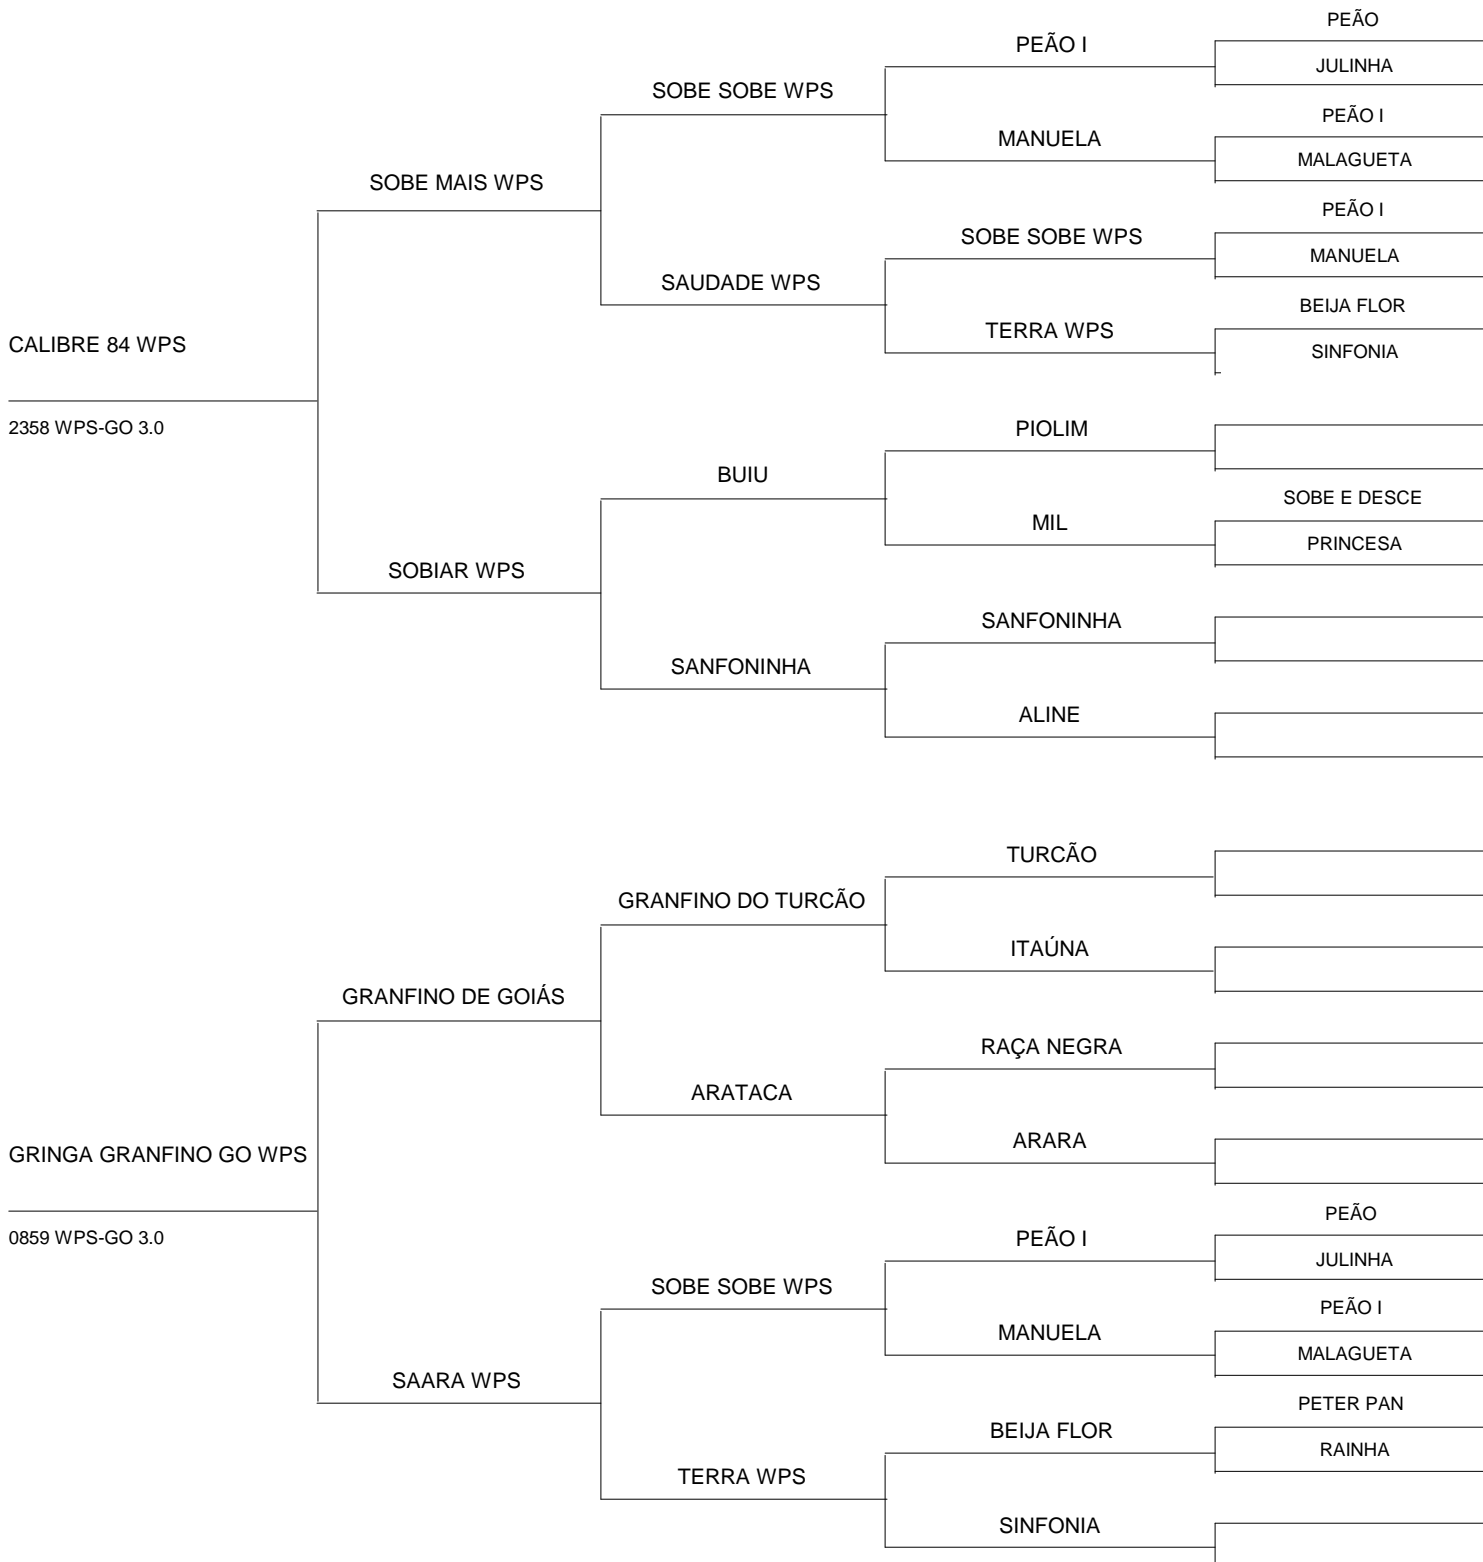 PEÃO
PEÃO I
JULINHA
SOBE SOBE WPS
PEÃO I
MANUELA
MALAGUETA
SOBE MAIS WPS
PEÃO I
SOBE SOBE WPS
MANUELA
SAUDADE WPS
BEIJA FLOR
TERRA WPS
CALIBRE 84 WPS
SINFONIA
2358 WPS-GO 3.0
PIOLIM
BUIU
SOBE E DESCE
MIL
PRINCESA
SOBIAR WPS
SANFONINHA
SANFONINHA
ALINE
TURCÃO
GRANFINO DO TURCÃO
ITAÚNA
GRANFINO DE GOIÁS
RAÇA NEGRA
ARATACA
ARARA
GRINGA GRANFINO GO WPS
PEÃO
0859 WPS-GO 3.0
PEÃO I
JULINHA
SOBE SOBE WPS
PEÃO I
MANUELA
MALAGUETA
SAARA WPS
PETER PAN
BEIJA FLOR
RAINHA
TERRA WPS
SINFONIA